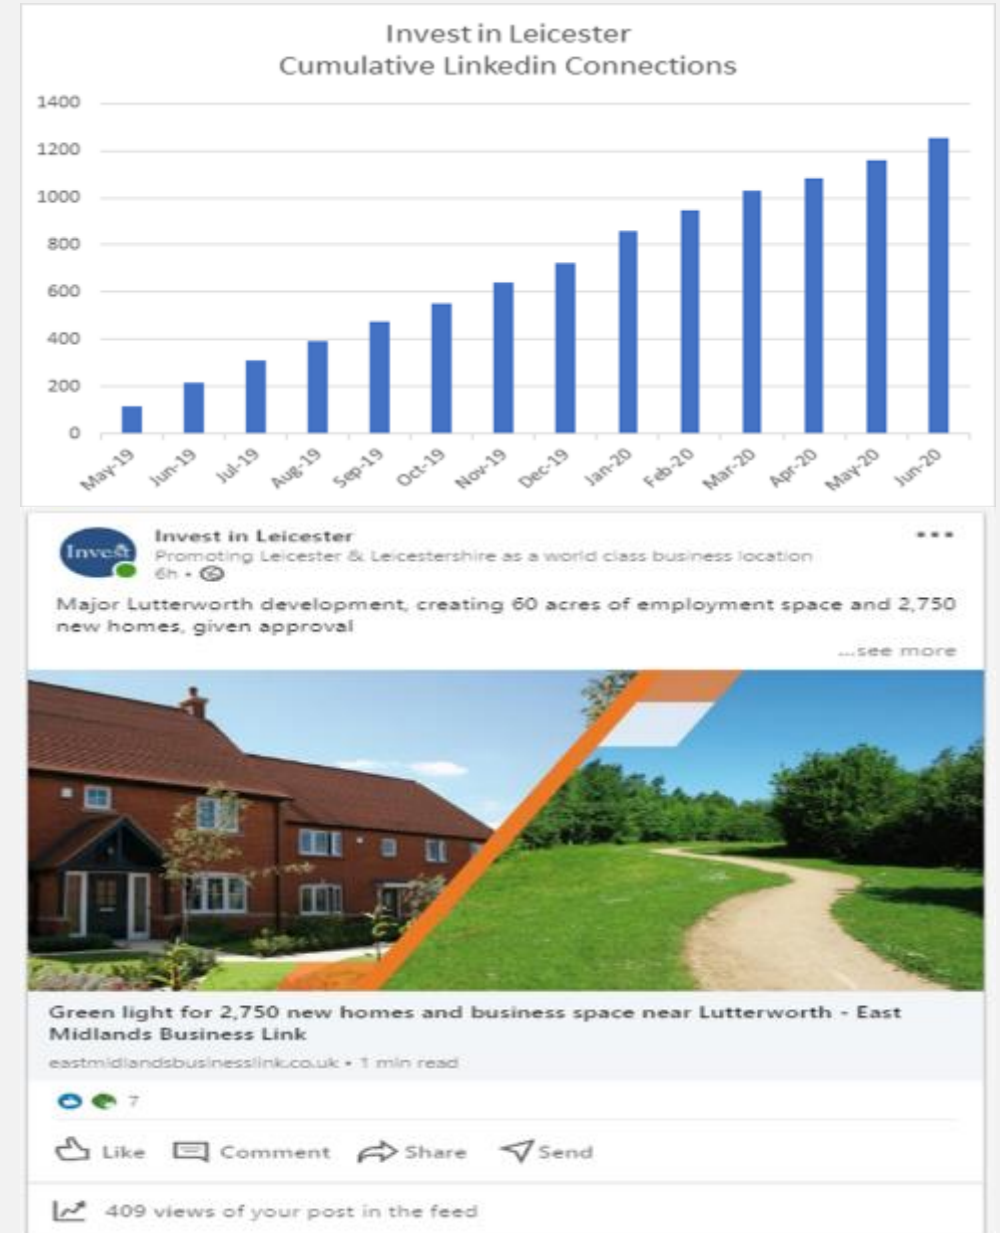 Invest in Leicester
Cumulative Linkedin Connections
1400
1200
1000
800
600
400
200
0
May-19
Jun-19
Jul-19
Aug-19
Sep-19
Oct-19
Nov-19
Dec-19
Jan-20
Feb-20
Mar-20
Apr-20
May-20
Jun-20
Invest
Invest in Leicester
Promoting Leicester & Leicestershire as a world class business location
6h •
Major Lutterworth development, creating 60 acres of employment space and 2,750
new homes, given approval
...see more
Green light for 2,750 new homes and business space near Lutterworth - East
Midlands Business Link
eastmidlandsbusinesslink.co.uk • 1 min read
7
Like Comment Share Send
409 views of your post in the feed